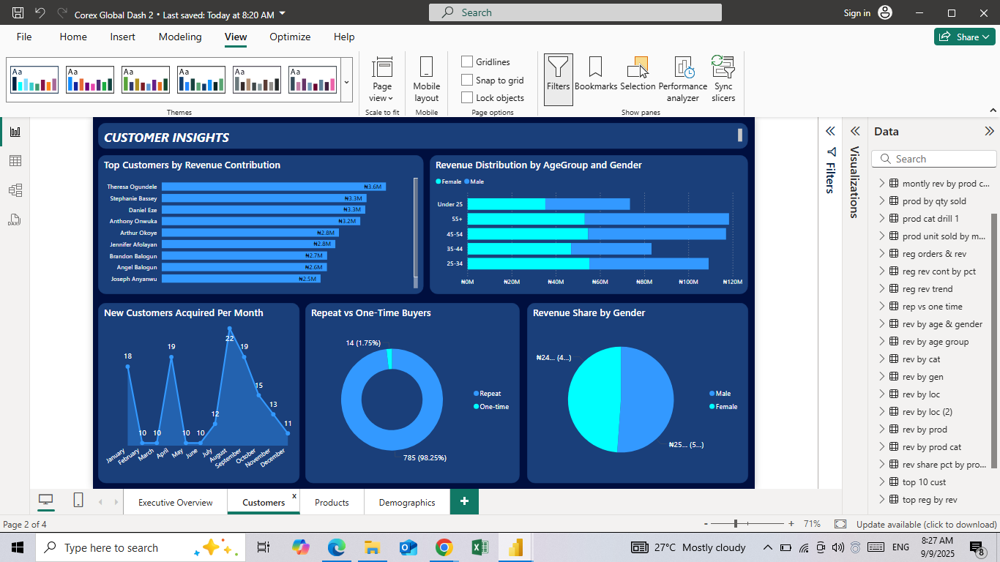 Corex Global Dash 2 • Last saved: Today at 8:20 AM
Search
Sign in
File
Home
Insert
Modeling
View
Optimize
Help
Share
Aa
Aa
Aa
Aa
Aa
Aa
Themes
Page view
Scale to fit
Mobile layout
Mobile
Gridlines
Snap to grid
Lock objects
Page options
Filters
Bookmarks
Selection
Performance analyzer
Sync slicers
Show panes
DAX
CUSTOMER INSIGHTS
Top Customers by Revenue Contribution
Theresa Ogundele ₦3.6M
Stephanie Bassey ₦3.3M
Daniel Eze ₦3.3M
Anthony Onwuka ₦3.2M
Arthur Okoye ₦2.8M
Jennifer Afolayan ₦2.8M
Brandon Balogun ₦2.7M
Angel Balogun ₦2.6M
Joseph Anyanwu ₦2.5M
Revenue Distribution by AgeGroup and Gender
Female Male
Under 25
55+
45-54
35-44
25-34
₦0M ₦20M ₦40M ₦60M ₦80M ₦100M ₦120M
New Customers Acquired Per Month
18 10 10 19 10 10 12 22 19 15 13 11
January February March April May June July August September October November December
Repeat vs One-Time Buyers
14 (1.75%)
785 (98.25%)
Repeat
One-time
Revenue Share by Gender
₦24... (4...)
₦25... (5...)
Male
Female
Filters
Visualizations
Data
Search
montly rev by prod c...
prod by qty sold
prod cat drill 1
prod unit sold by m...
reg orders & rev
reg rev cont by pct
reg rev trend
rep vs one time
rev by age & gender
rev by age group
rev by cat
rev by gen
rev by loc
rev by loc (2)
rev by prod
rev by prod cat
rev share pct by pro...
top 10 cust
top reg by rev
Executive Overview
Customers x
Products
Demographics
+
Page 2 of 4
- + 71%
Update available (click to download)
Type here to search
27°C Mostly cloudy
ENG
8:27 AM
9/9/2025
8